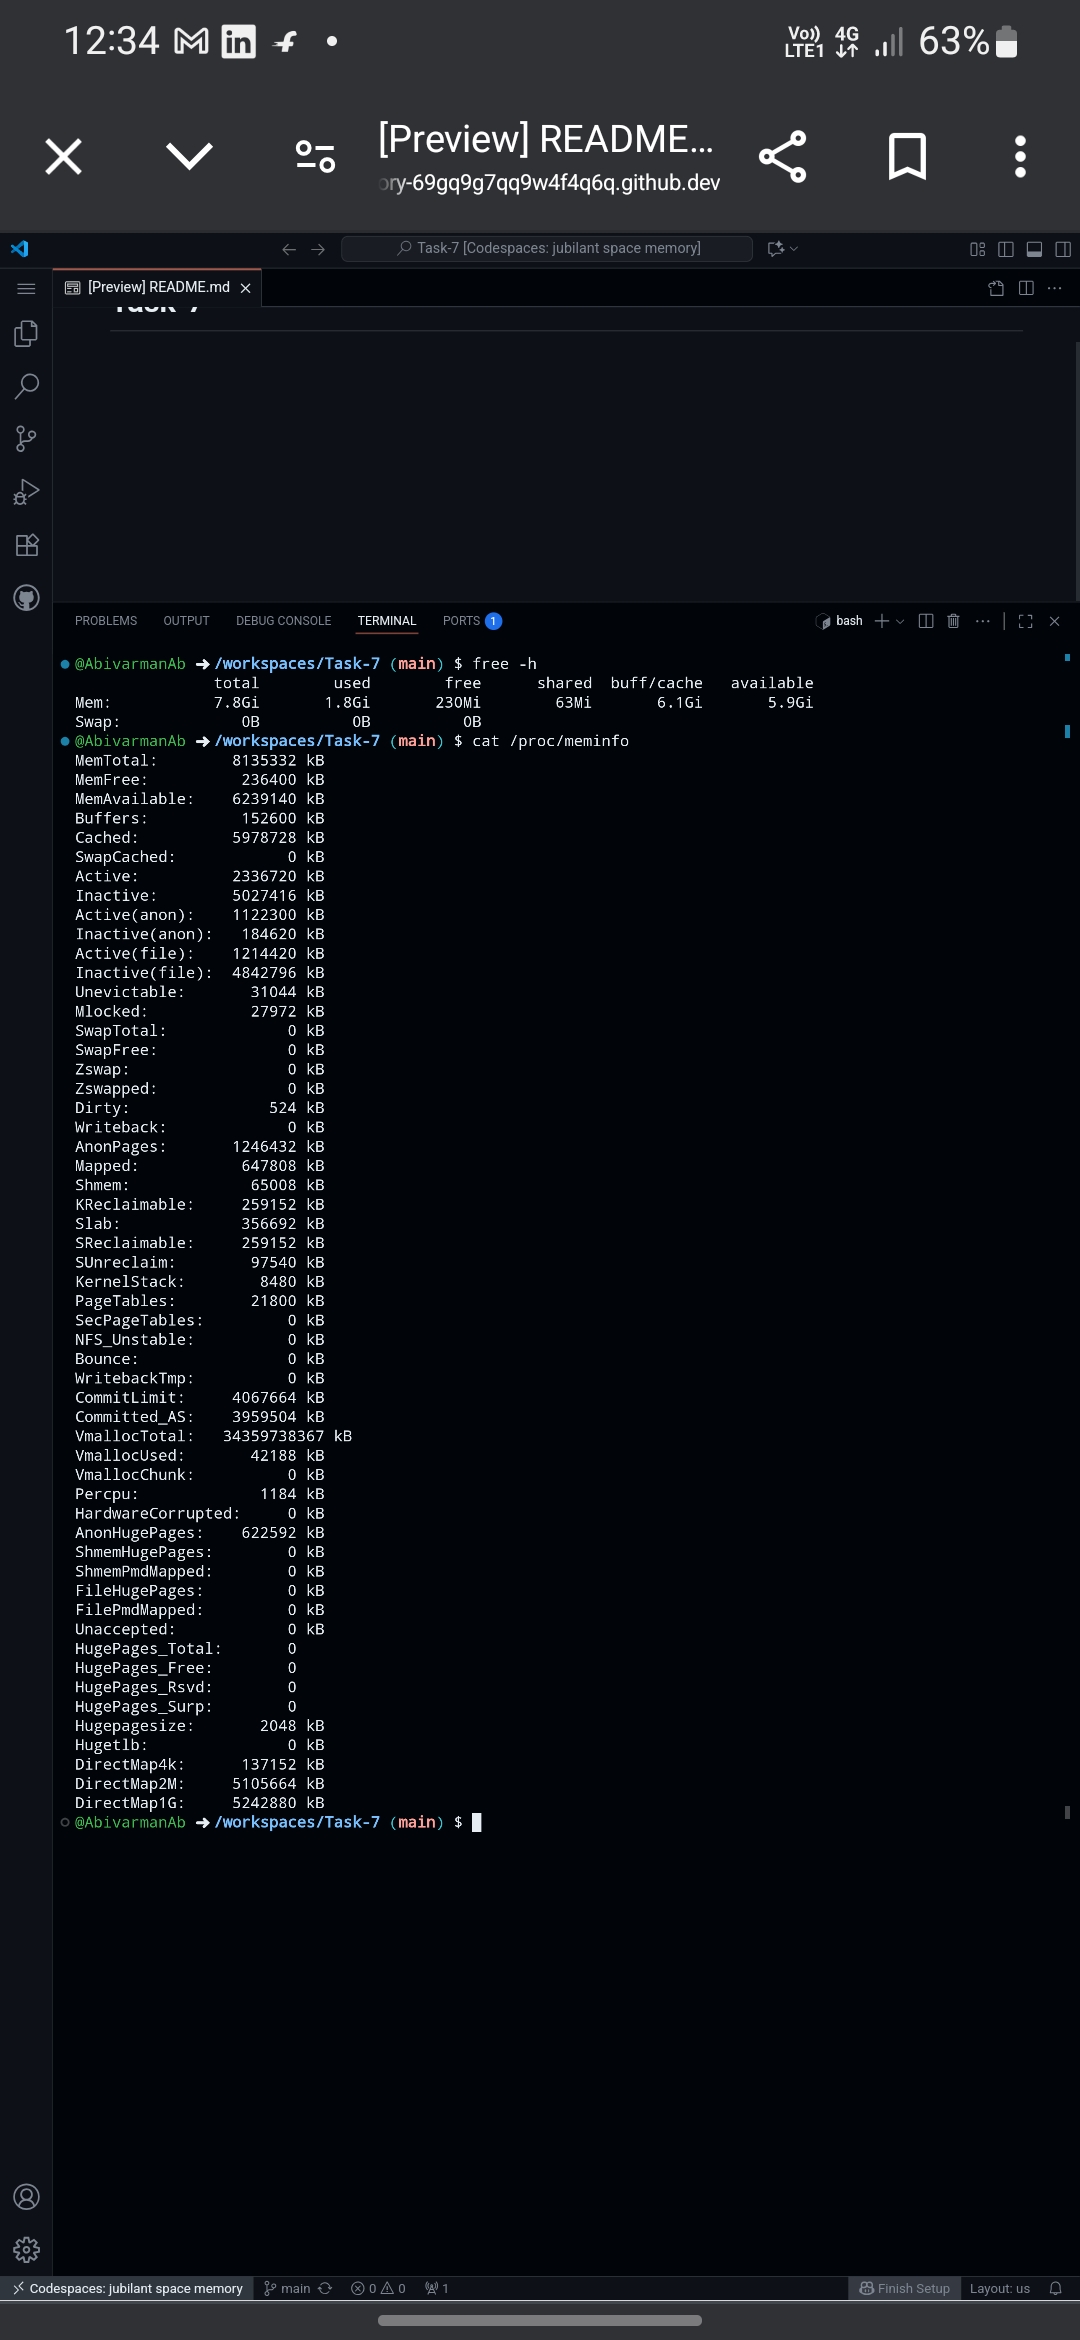 12:34
Vo)) LTE1 4G 63%
[Preview] README...
ory-69gq9g7qq9w4f4q6q.github.dev
Task-7 [Codespaces: jubilant space memory]
[Preview] README.md
Task-7
PROBLEMS OUTPUT DEBUG CONSOLE TERMINAL PORTS 1 bash
@AbivarmanAb ➜ /workspaces/Task-7 (main) $ free -h
total used free shared buff/cache available
Mem: 7.8Gi 1.8Gi 230Mi 63Mi 6.1Gi 5.9Gi
Swap: 0B 0B 0B
@AbivarmanAb ➜ /workspaces/Task-7 (main) $ cat /proc/meminfo
MemTotal: 8135332 kB
MemFree: 236400 kB
MemAvailable: 6239140 kB
Buffers: 152600 kB
Cached: 5978728 kB
SwapCached: 0 kB
Active: 2336720 kB
Inactive: 5027416 kB
Active(anon): 1122300 kB
Inactive(anon): 184620 kB
Active(file): 1214420 kB
Inactive(file): 4842796 kB
Unevictable: 31044 kB
Mlocked: 27972 kB
SwapTotal: 0 kB
SwapFree: 0 kB
Zswap: 0 kB
Zswapped: 0 kB
Dirty: 524 kB
Writeback: 0 kB
AnonPages: 1246432 kB
Mapped: 647808 kB
Shmem: 65008 kB
KReclaimable: 259152 kB
Slab: 356692 kB
SReclaimable: 259152 kB
SUnreclaim: 97540 kB
KernelStack: 8480 kB
PageTables: 21800 kB
SecPageTables: 0 kB
NFS_Unstable: 0 kB
Bounce: 0 kB
WritebackTmp: 0 kB
CommitLimit: 4067664 kB
Committed_AS: 3959504 kB
VmallocTotal: 34359738367 kB
VmallocUsed: 42188 kB
VmallocChunk: 0 kB
Percpu: 1184 kB
HardwareCorrupted: 0 kB
AnonHugePages: 622592 kB
ShmemHugePages: 0 kB
ShmemPmdMapped: 0 kB
FileHugePages: 0 kB
FilePmdMapped: 0 kB
Unaccepted: 0 kB
HugePages_Total: 0
HugePages_Free: 0
HugePages_Rsvd: 0
HugePages_Surp: 0
Hugepagesize: 2048 kB
Hugetlb: 0 kB
DirectMap4k: 137152 kB
DirectMap2M: 5105664 kB
DirectMap1G: 5242880 kB
@AbivarmanAb ➜ /workspaces/Task-7 (main) $
Codespaces: jubilant space memory main 0 0 1 Finish Setup Layout: us